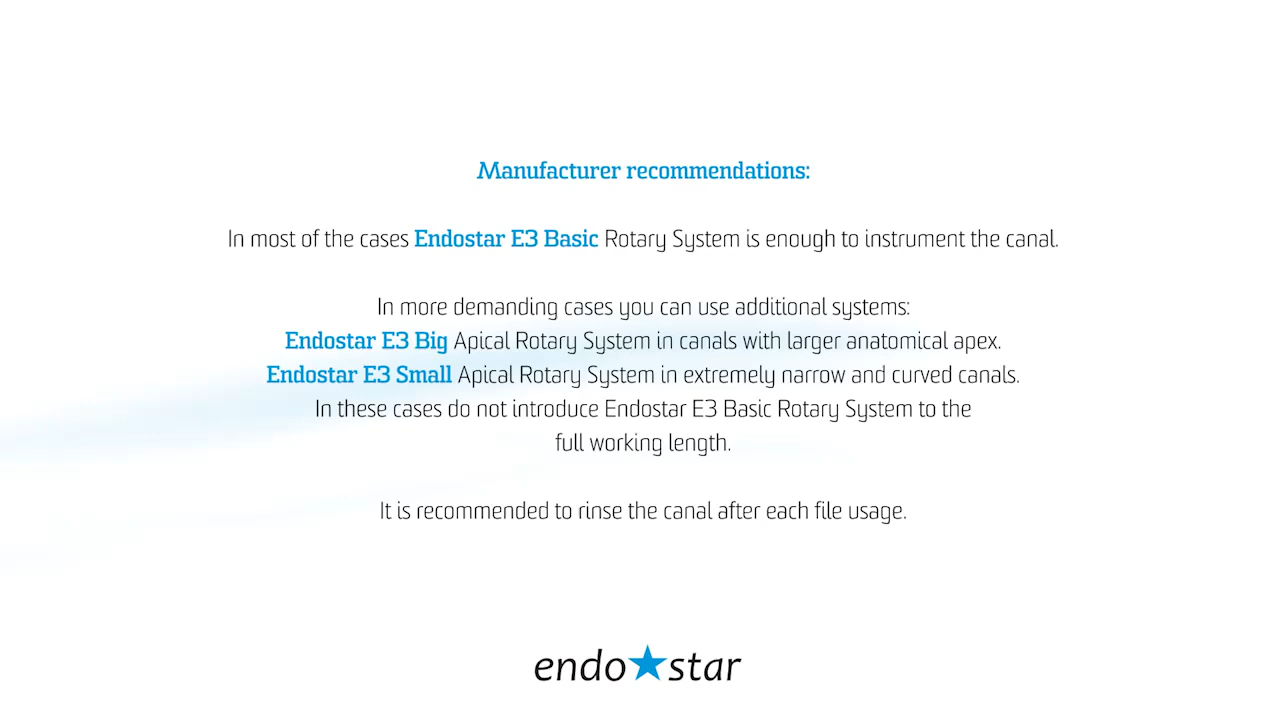 Manufacturer recommendations:
In most of the cases Endostar E3 Basic Rotary System is enough to instrument the canal.
In more demanding cases you can use additional systems:
Endostar E3 Big Apical Rotary System in canals with larger anatomical apex.
Endostar E3 Small Apical Rotary System in extremely narrow and curved canals.
In these cases do not introduce Endostar E3 Basic Rotary System to the
full working length.
It is recommended to rinse the canal after each file usage.
endo★star